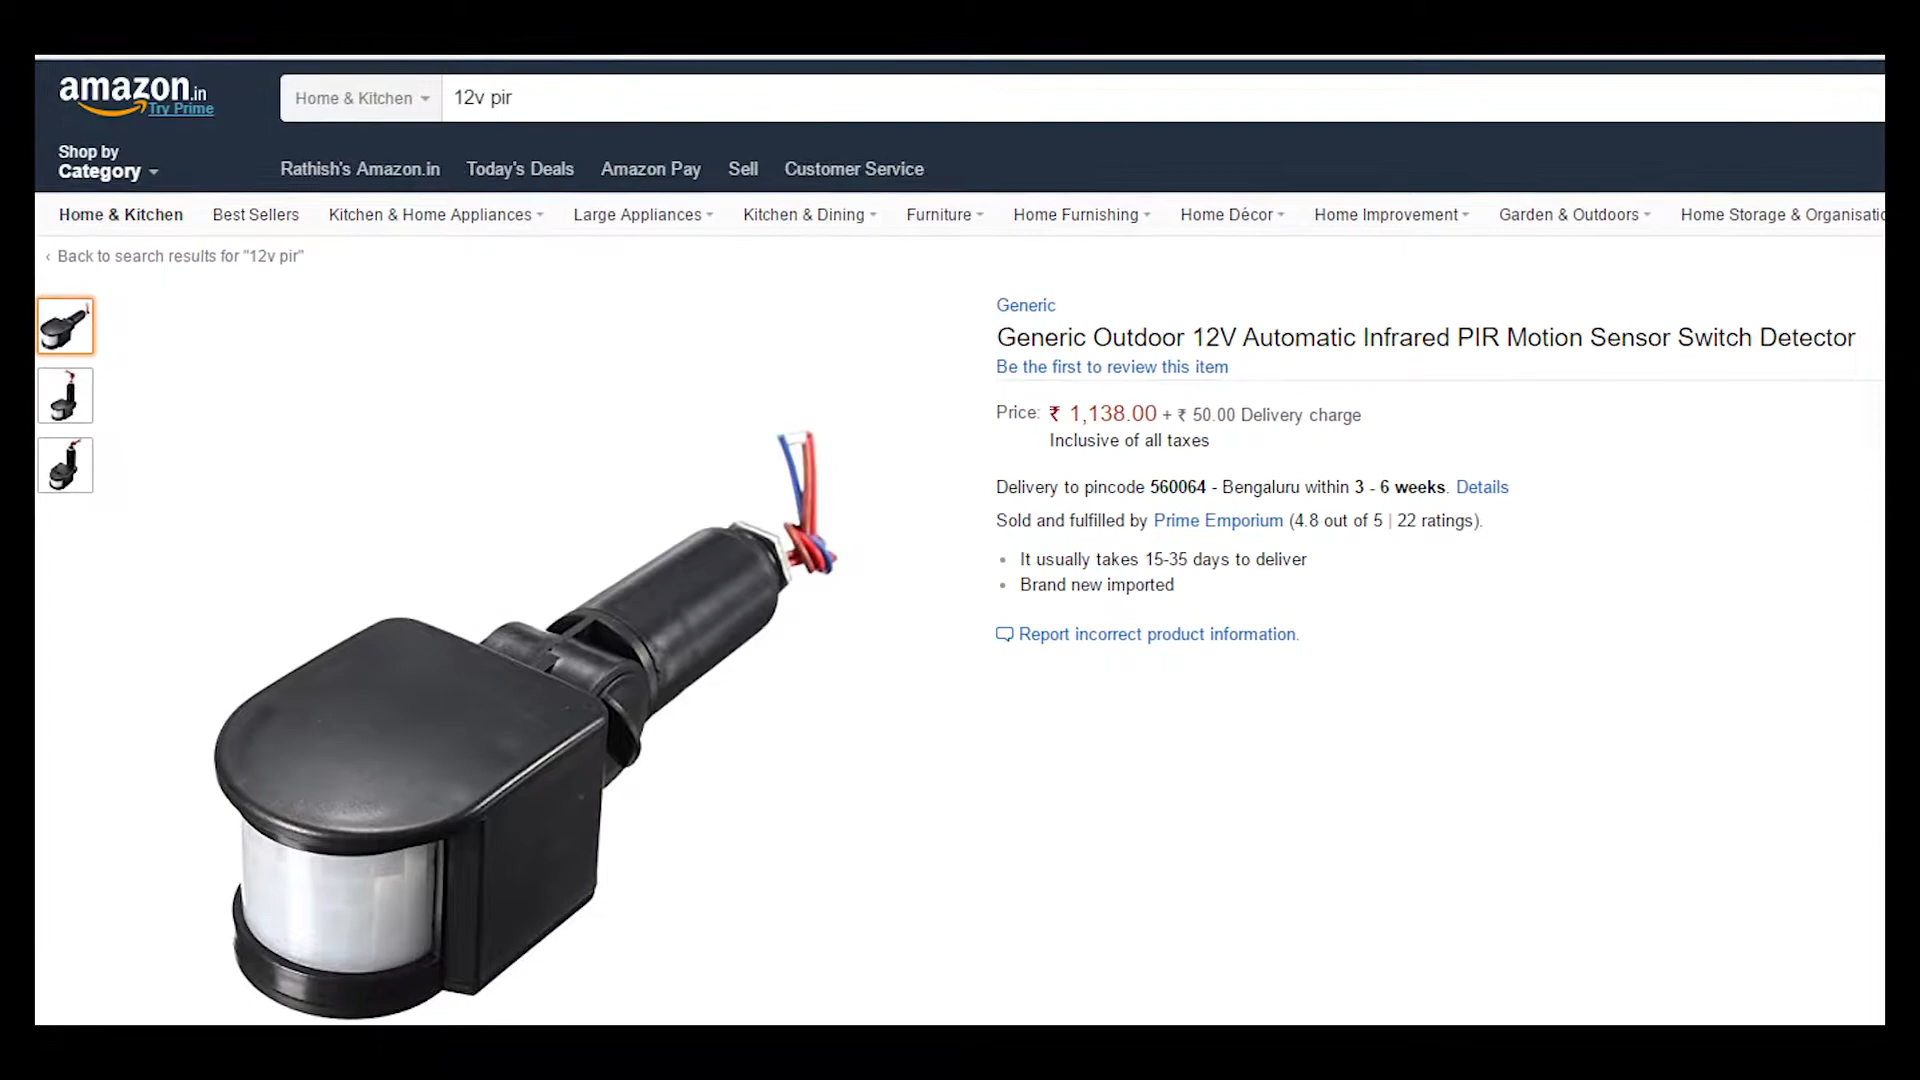 amazon.in
Try Prime
Home & Kitchen
12v pir
Shop by
Category
Rathish's Amazon.in Today's Deals Amazon Pay Sell Customer Service
Home & Kitchen Best Sellers Kitchen & Home Appliances Large Appliances Kitchen & Dining Furniture Home Furnishing Home Décor Home Improvement Garden & Outdoors Home Storage & Organisatio
‹ Back to search results for "12v pir"
Generic
Generic Outdoor 12V Automatic Infrared PIR Motion Sensor Switch Detector
Be the first to review this item
Price: ₹ 1,138.00 + ₹ 50.00 Delivery charge
Inclusive of all taxes
Delivery to pincode 560064 - Bengaluru within 3 - 6 weeks. Details
Sold and fulfilled by Prime Emporium (4.8 out of 5 | 22 ratings).
• It usually takes 15-35 days to deliver
• Brand new imported
Report incorrect product information.